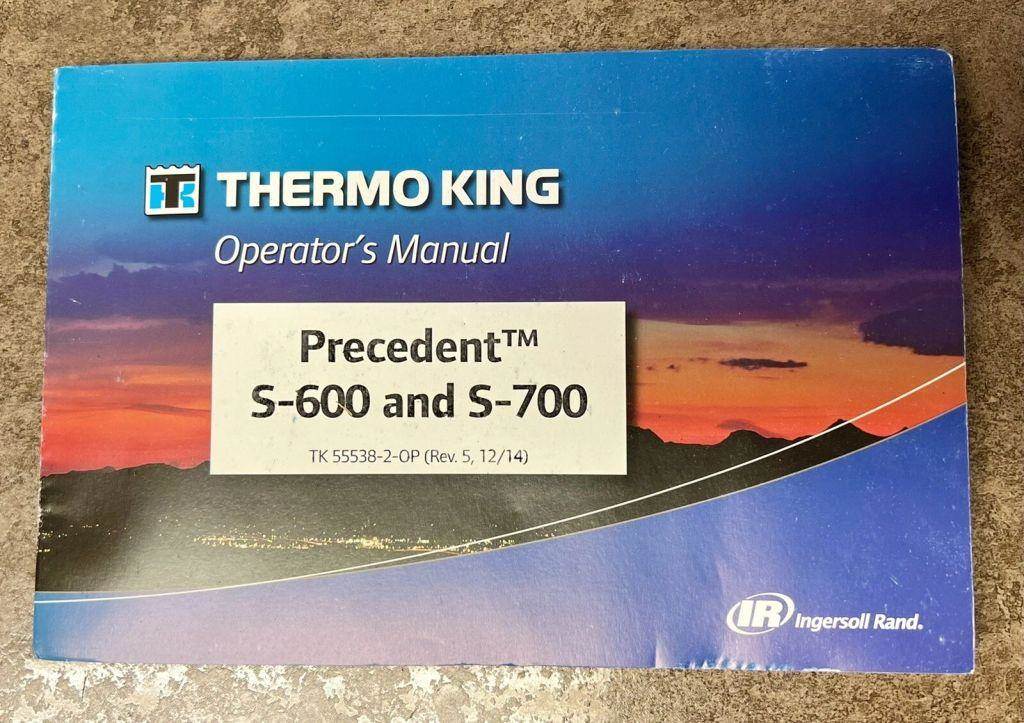 TK THERMO KING
Operator's Manual
Precedent™
S-600 and S-700
TK 55538-2-OP (Rev. 5, 12/14)
IR Ingersoll Rand.